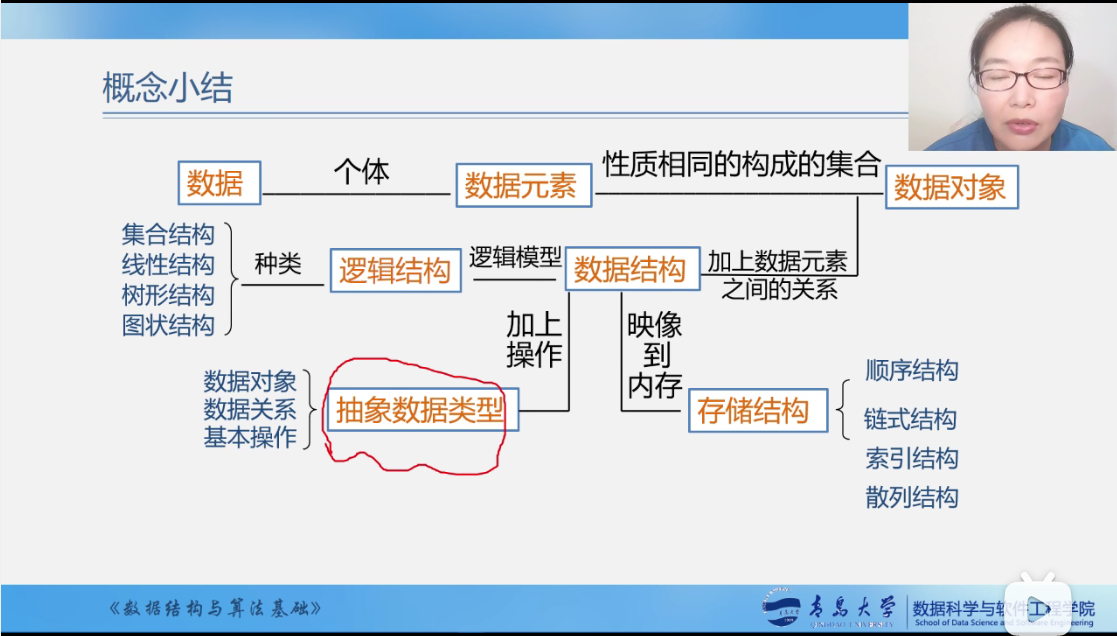 概念小结
数据
个体
数据元素
性质相同的构成的集合
数据对象
集合结构
线性结构
树形结构
图状结构
种类
逻辑结构
逻辑模型
数据结构
加上数据元素
之间的关系
加上
操作
映像
到
内存
数据对象
数据关系
基本操作
抽象数据类型
存储结构
顺序结构
链式结构
索引结构
散列结构
《数据结构与算法基础》
青岛大学
QINGDAO UNIVERSITY
数据科学与软件工程学院
School of Data Science and Software Engineering